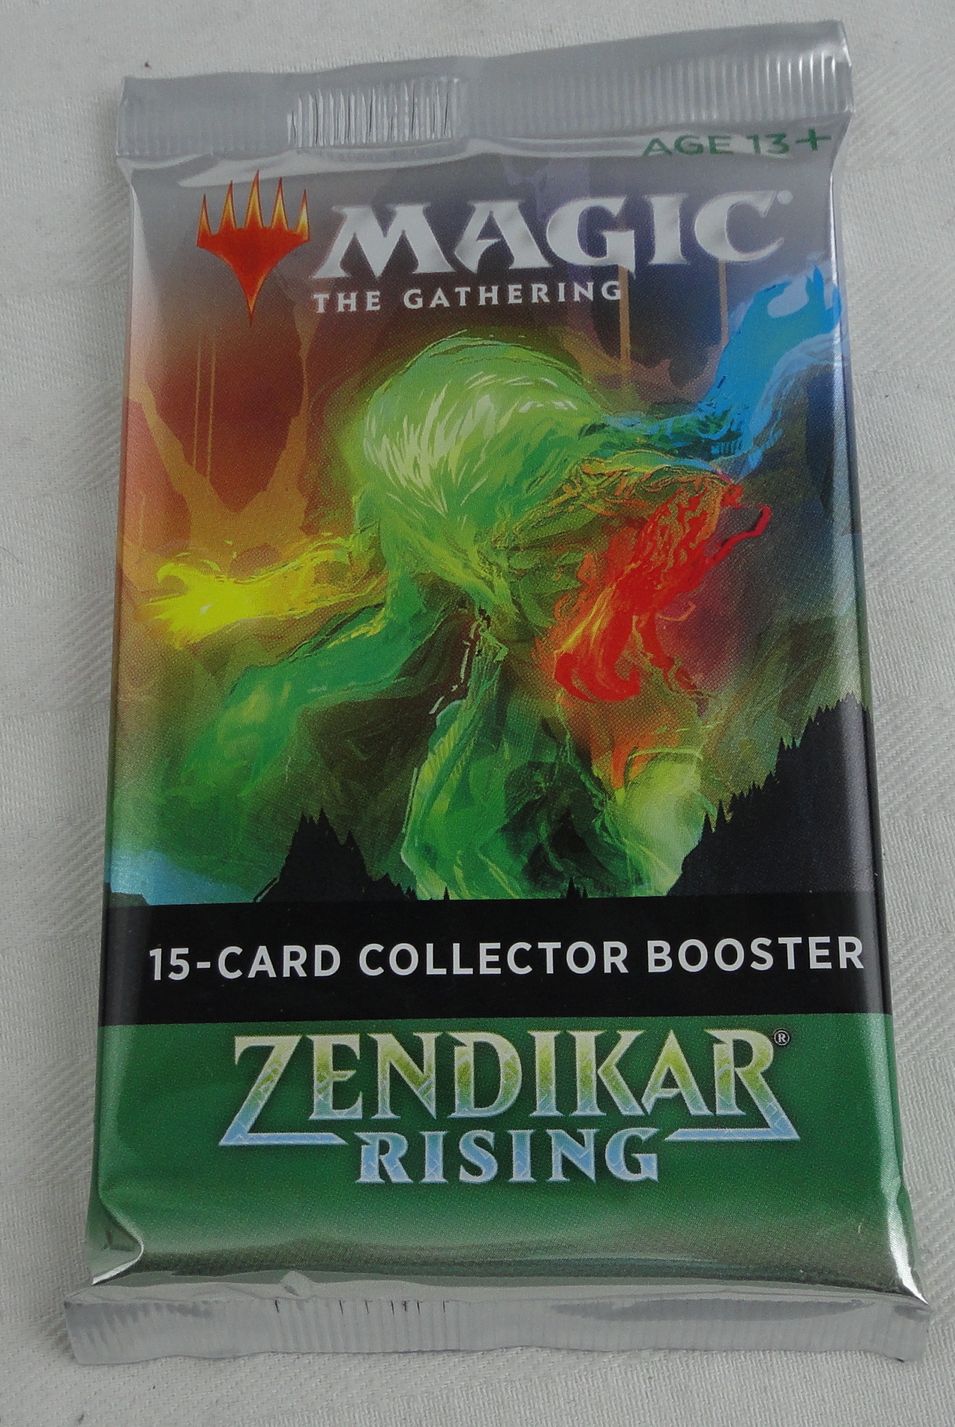 AGE 13+
MAGIC
THE GATHERING
15-CARD COLLECTOR BOOSTER
ZENDIKAR®
RISING